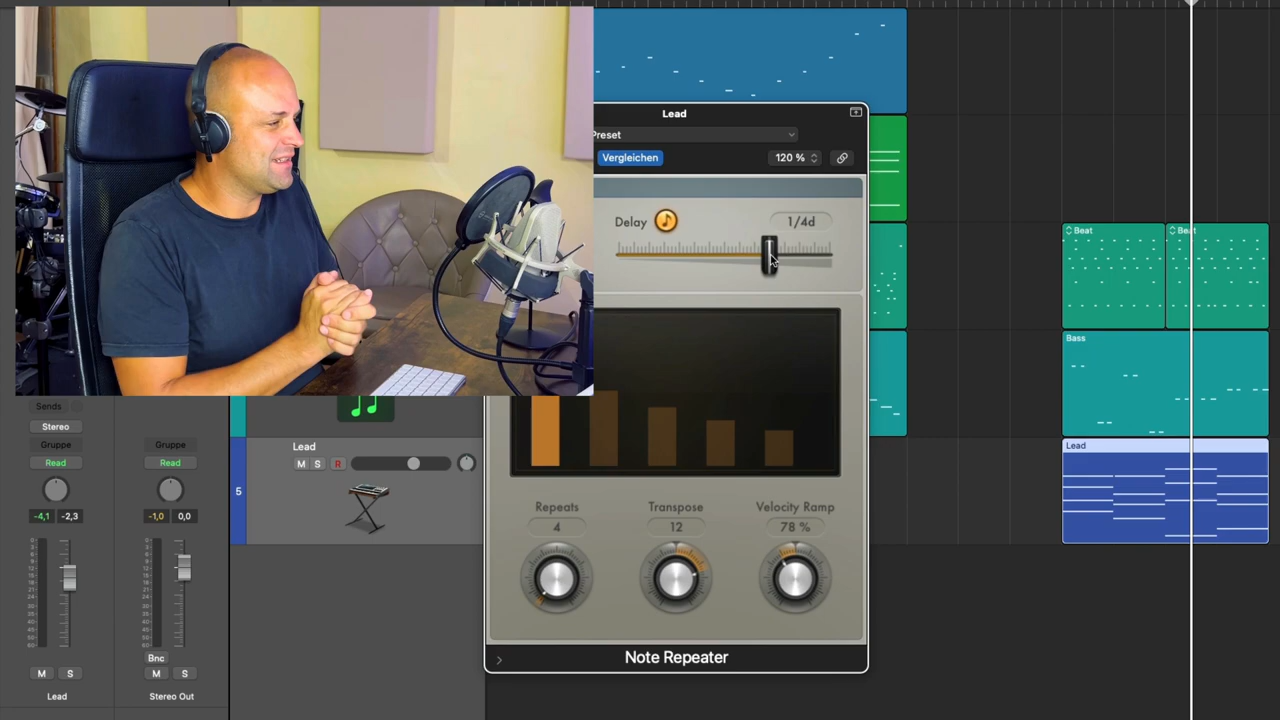 Lead
Preset
Vergleichen
120 %
Delay
1/4d
Beat
Beat
Bass
Lead
Sends
Stereo
Gruppe
Gruppe
Read
Read
-4,1
-2,3
-1,0
0,0
Lead
M
S
R
5
Repeats
Transpose
Velocity Ramp
4
12
78 %
Bnc
M
S
M
S
Lead
Stereo Out
Note Repeater